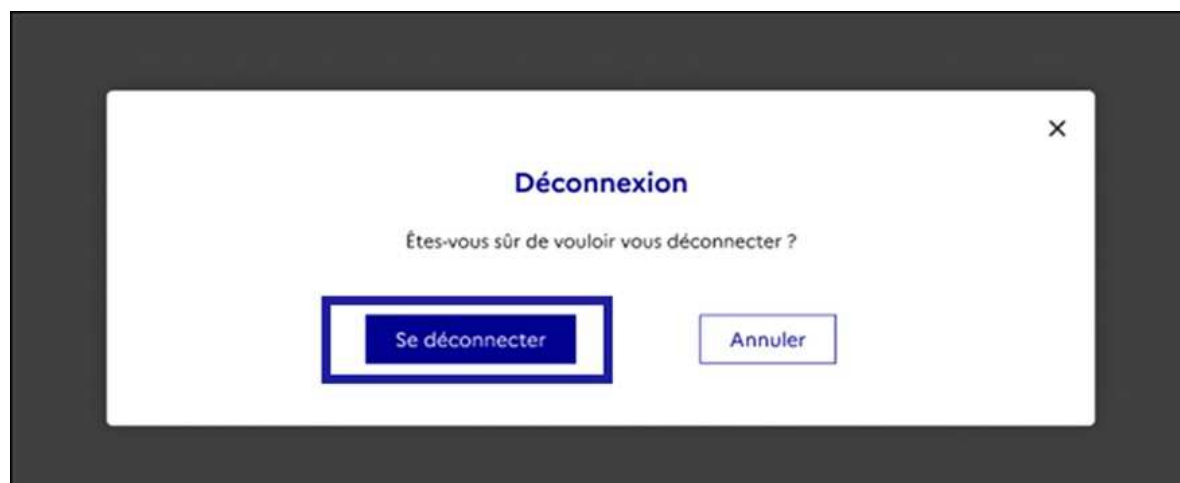 Déconnexion
Êtes-vous sûr de vouloir vous déconnecter ?
Se déconnecter Annuler